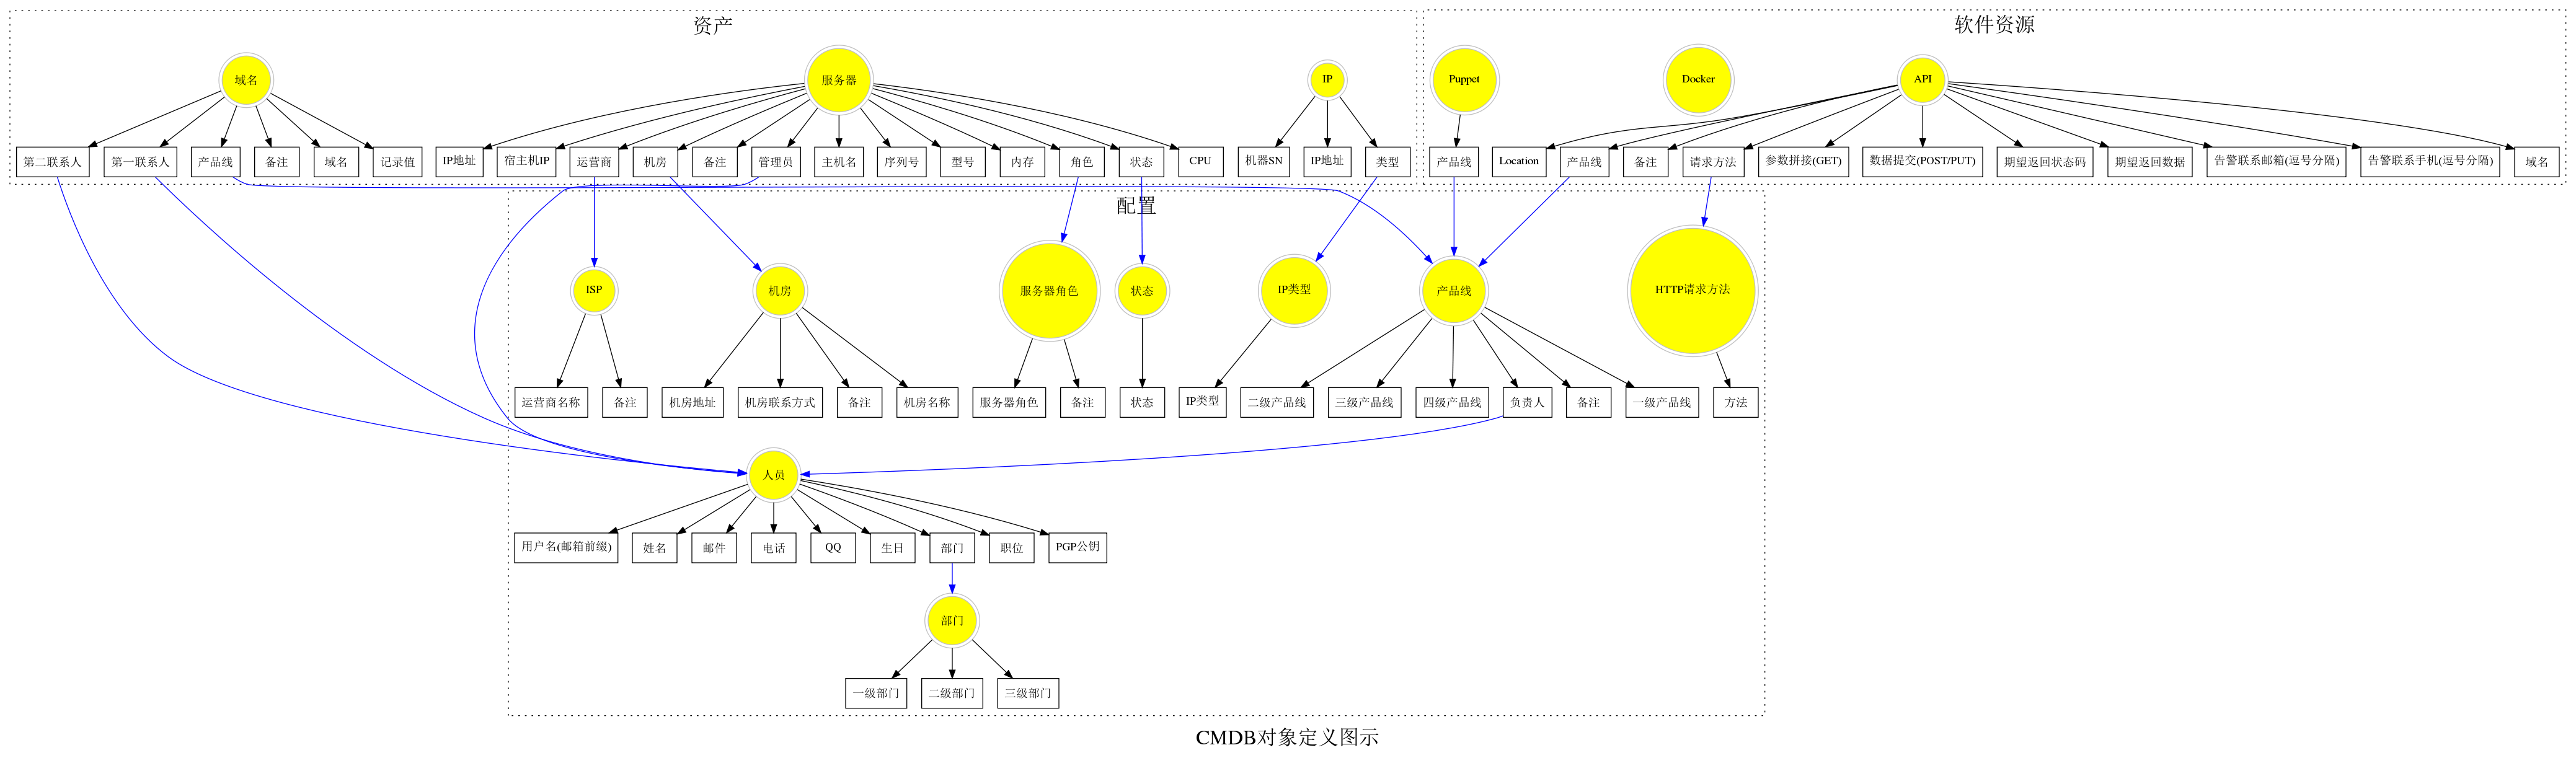 资产
软件资源
域名
服务器
IP
Puppet
Docker
API
第二联系人
第一联系人
产品线
备注
域名
记录值
IP地址
宿主机IP
运营商
机房
备注
管理员
主机名
序列号
型号
内存
角色
状态
CPU
机器SN
IP地址
类型
产品线
Location
产品线
备注
请求方法
参数拼接(GET)
数据提交(POST/PUT)
期望返回状态码
期望返回数据
告警联系邮箱(逗号分隔)
告警联系手机(逗号分隔)
域名
配置
ISP
机房
服务器角色
状态
IP类型
产品线
HTTP请求方法
运营商名称
备注
机房地址
机房联系方式
备注
机房名称
服务器角色
备注
状态
IP类型
二级产品线
三级产品线
四级产品线
负责人
备注
一级产品线
方法
人员
用户名(邮箱前缀)
姓名
邮件
电话
QQ
生日
部门
职位
PGP公钥
部门
一级部门
二级部门
三级部门
CMDB对象定义图示